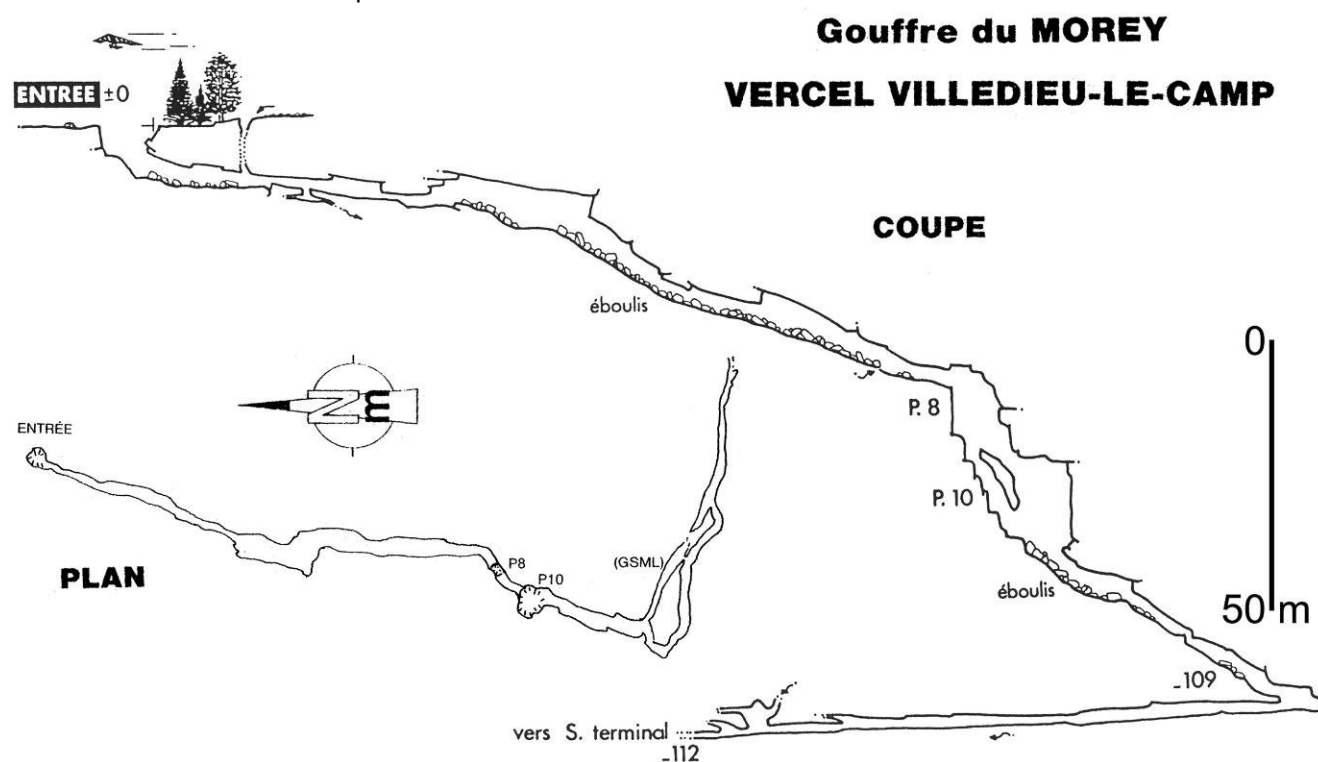 Gouffre du MOREY
VERCEL VILLEDIEU-LE-CAMP
ENTREE ±0
COUPE
éboulis
0
P. 8
P. 10
éboulis
50 m
-109
vers S. terminal
-112
N
m
ENTRÉE
PLAN
P8
P10
(GSML)